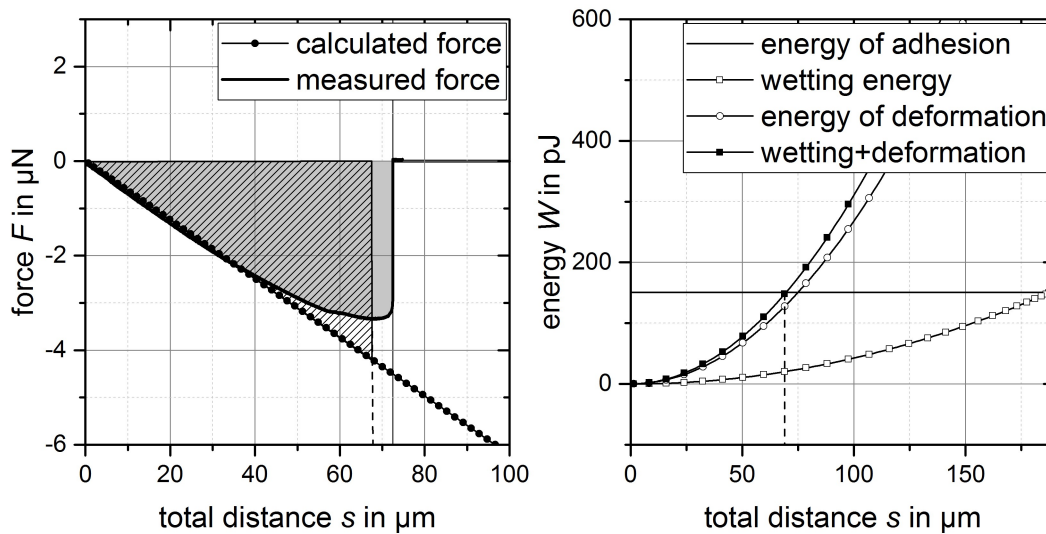 calculated force
measured force
force F in µN
2
0
-2
-4
-6
0
20
40
60
80
100
total distance s in µm
energy of adhesion
wetting energy
energy of deformation
wetting+deformation
energy W in pJ
600
400
200
0
0
50
100
150
total distance s in µm